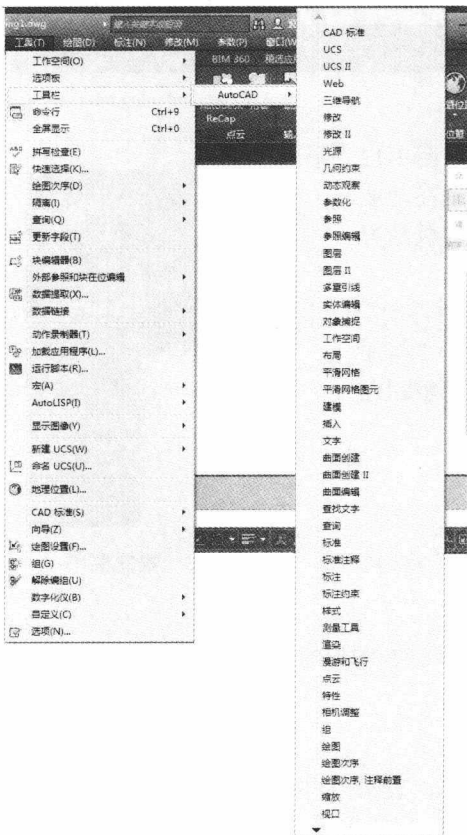 ng1.dwg
键入关键字或短语
工具(T) 绘图(D) 标注(N) 修改(M) 参数(P) 窗口(W
BIM 360 精选应
ReCap
点云
工作空间(O)
选项板
工具栏
AutoCAD
命令行 Ctrl+9
全屏显示 Ctrl+0
拼写检查(E)
快速选择(K)...
绘图次序(D)
隔离(I)
查询(Q)
更新字段(T)
块编辑器(B)
外部参照和块在位编辑
数据提取(X)...
数据链接
动作录制器(T)
加载应用程序(L)...
运行脚本(R)...
宏(A)
AutoLISP(I)
显示图像(Y)
新建 UCS(W)
命名 UCS(U)...
地理位置(L)...
CAD 标准(S)
向导(Z)
绘图设置(F)...
组(G)
解除编组(U)
数字化仪(B)
自定义(C)
选项(N)...
CAD 标准
UCS
UCS II
Web
三维导航
修改
修改 II
光源
几何约束
动态观察
参数化
参照
参照编辑
图层
图层 II
多重引线
实体编辑
对象捕捉
工作空间
布局
平滑网格
平滑网格图元
建模
插入
文字
曲面创建
曲面创建 II
曲面编辑
查找文字
查询
标准
标准注释
标注
标注约束
样式
测量工具
渲染
漫游和飞行
点云
特性
相机调整
组
绘图
绘图次序
绘图次序, 注释前置
缩放
视口